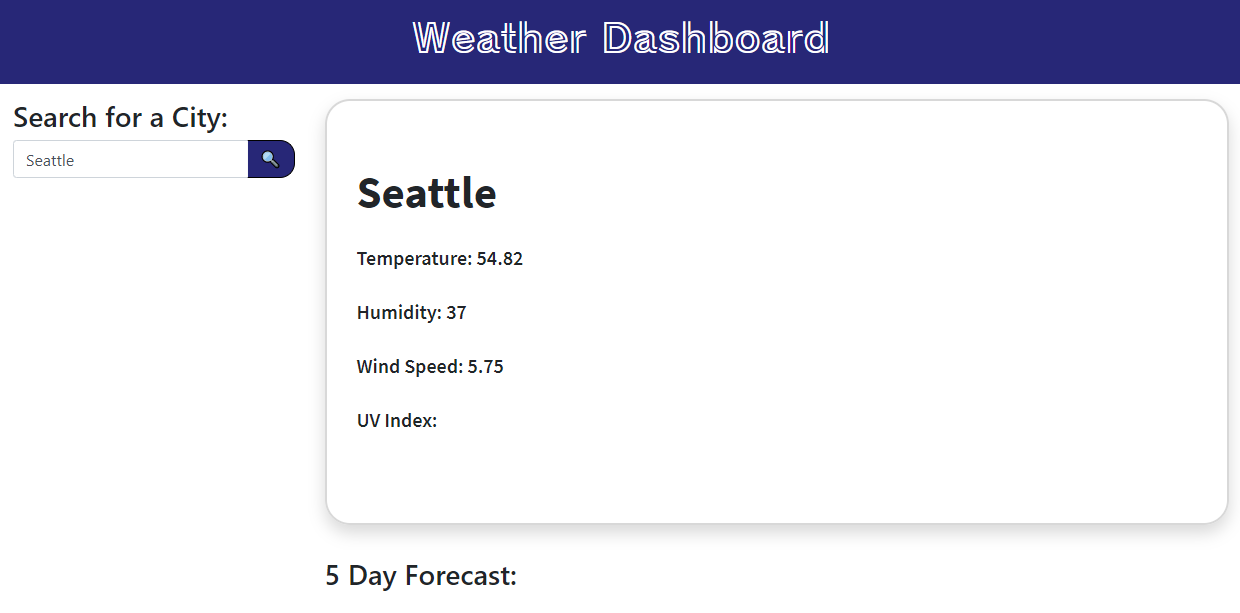 Weather Dashboard
Search for a City:
Seattle
Seattle
Temperature: 54.82
Humidity: 37
Wind Speed: 5.75
UV Index:
5 Day Forecast: